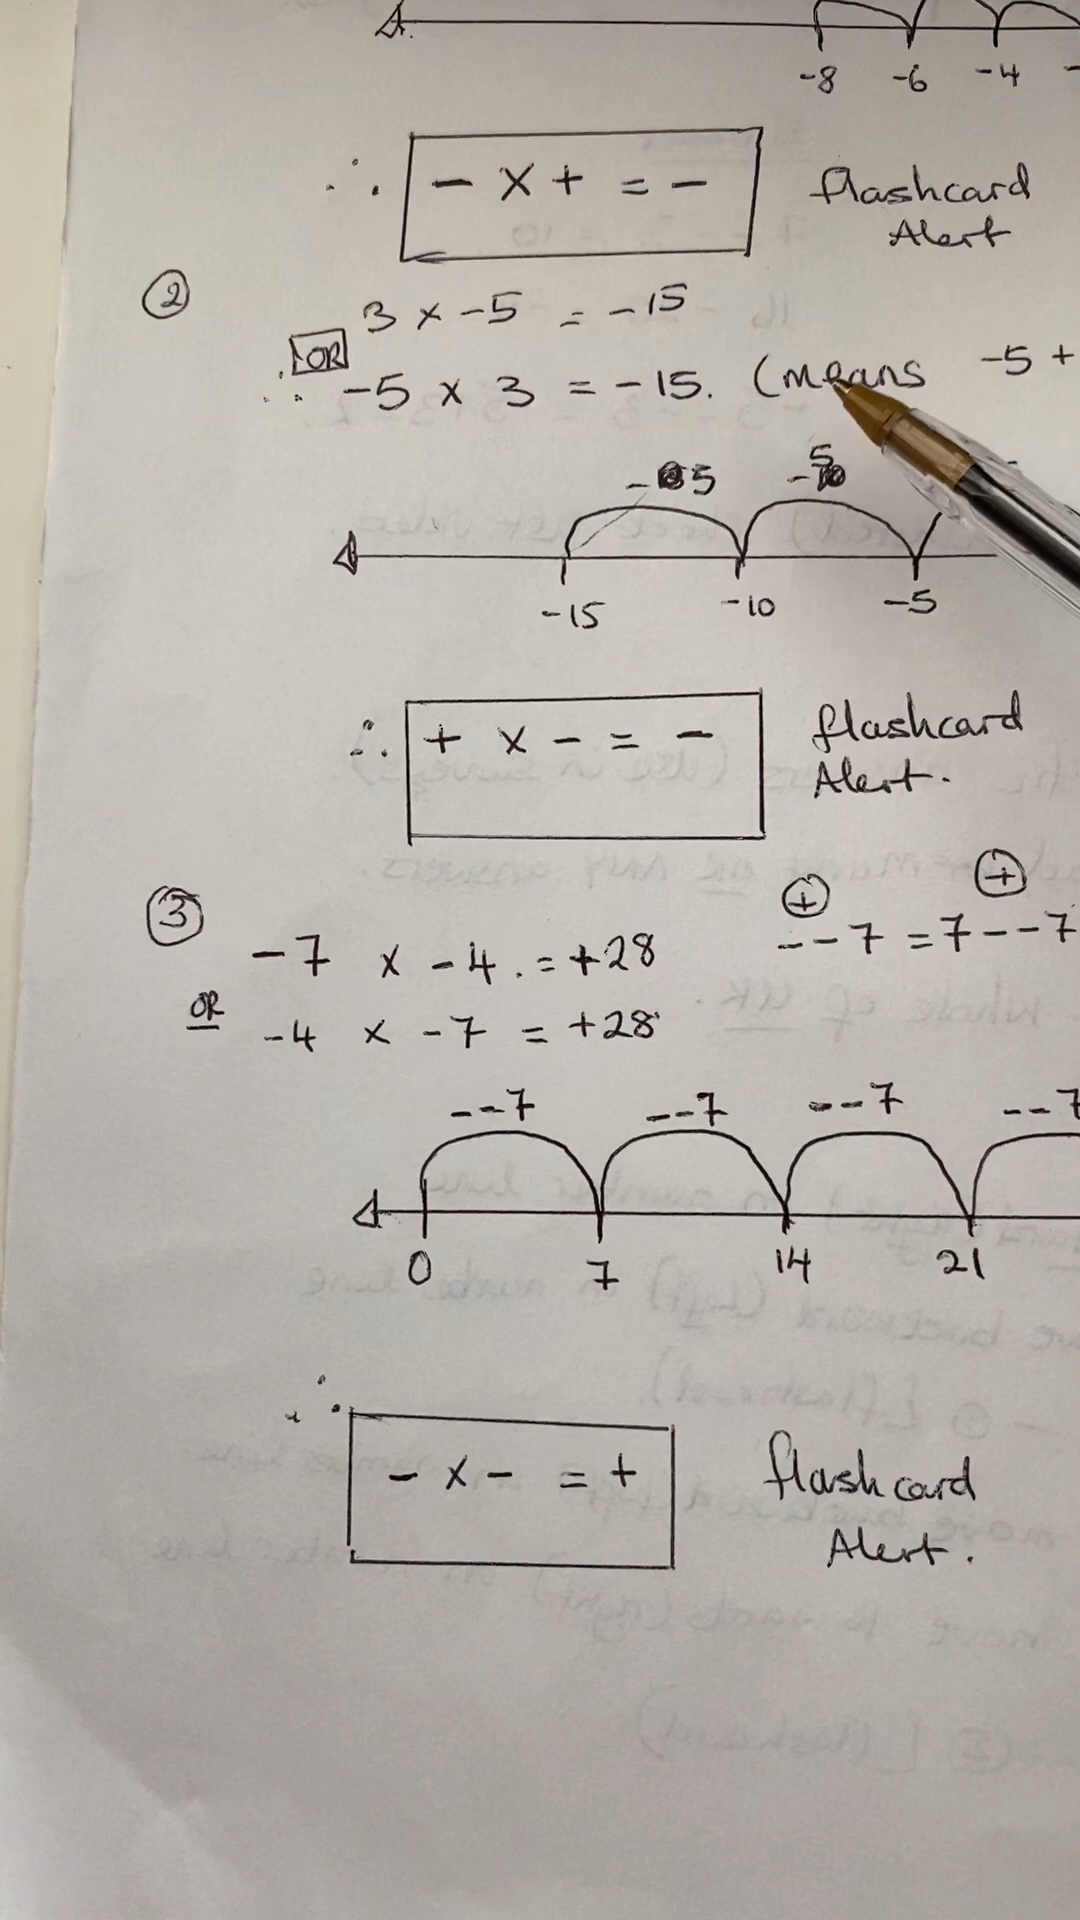 -8 -6 -4 -
∴ - x + = - flashcard
Alert
② 3 x -5 = -15
OR
∴ -5 x 3 = -15. (means -5 +
-5 -5
-15 -10 -5
∴ + x - = - flashcard
Alert.
③ + +
-7 x -4 . = +28 --7 = 7--7
OR
-4 x -7 = +28
--7 --7 --7 --7
0 7 14 21
∴ - x - = + flashcard
Alert.